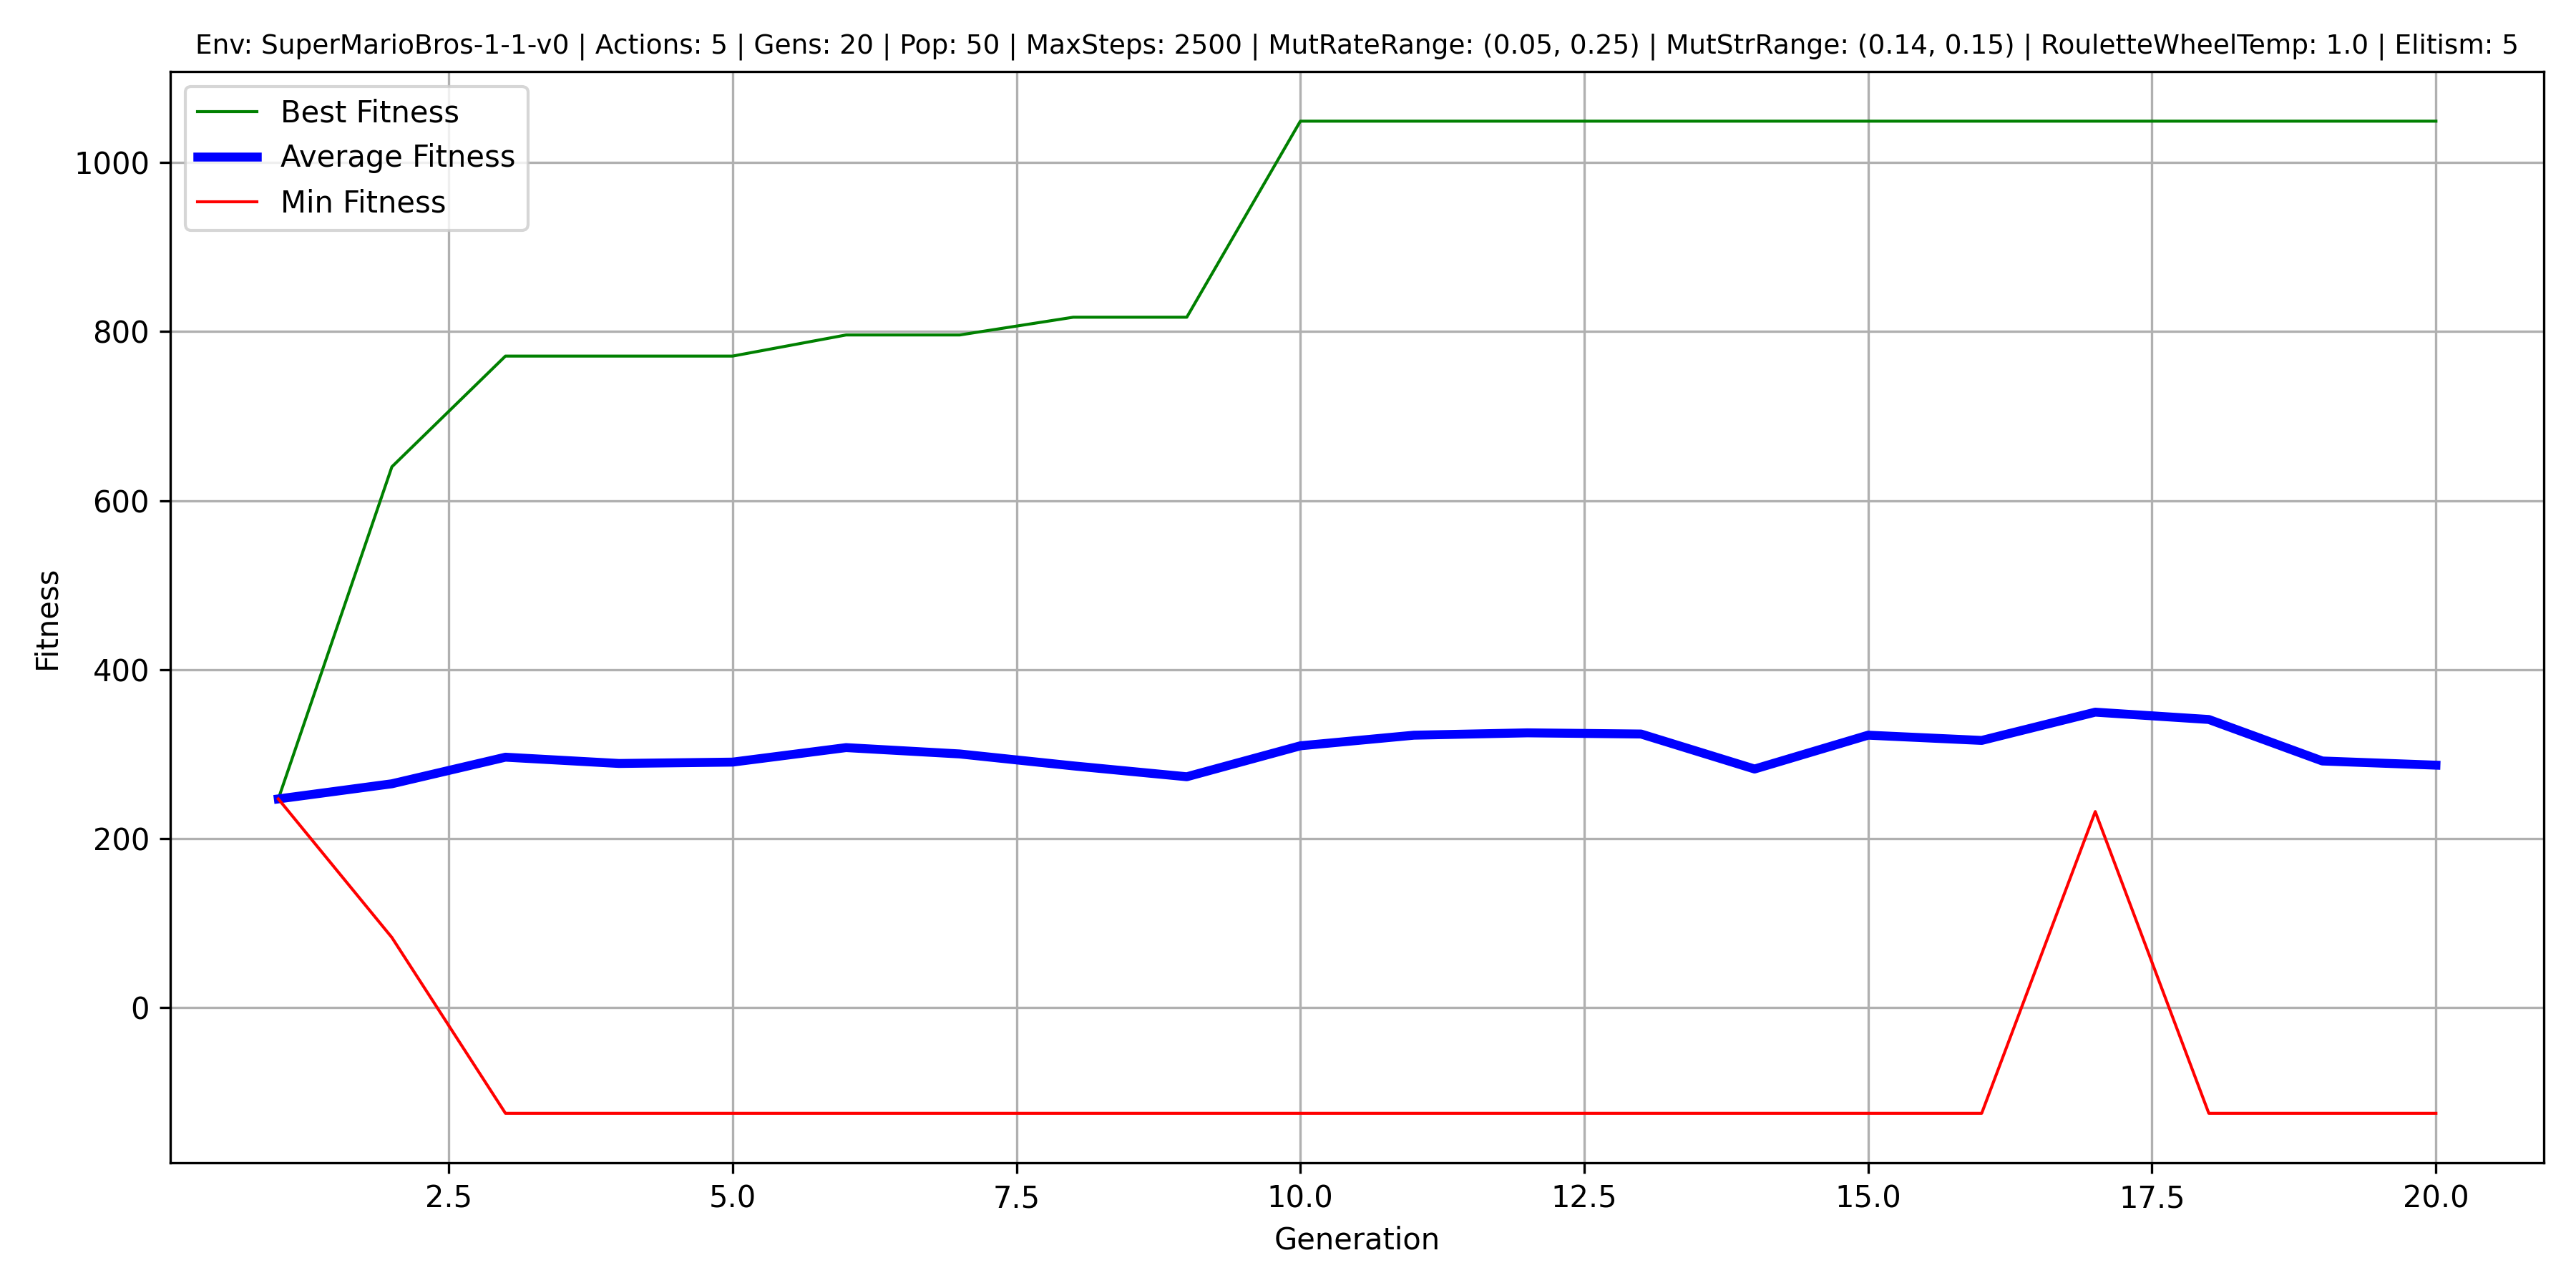 Env: SuperMarioBros-1-1-v0 | Actions: 5 | Gens: 20 | Pop: 50 | MaxSteps: 2500 | MutRateRange: (0.05, 0.25) | MutStrRange: (0.14, 0.15) | RouletteWheelTemp: 1.0 | Elitism: 5
Best Fitness
Average Fitness
Min Fitness
1000
800
600
400
200
0
Fitness
2.5 5.0 7.5 10.0 12.5 15.0 17.5 20.0
Generation